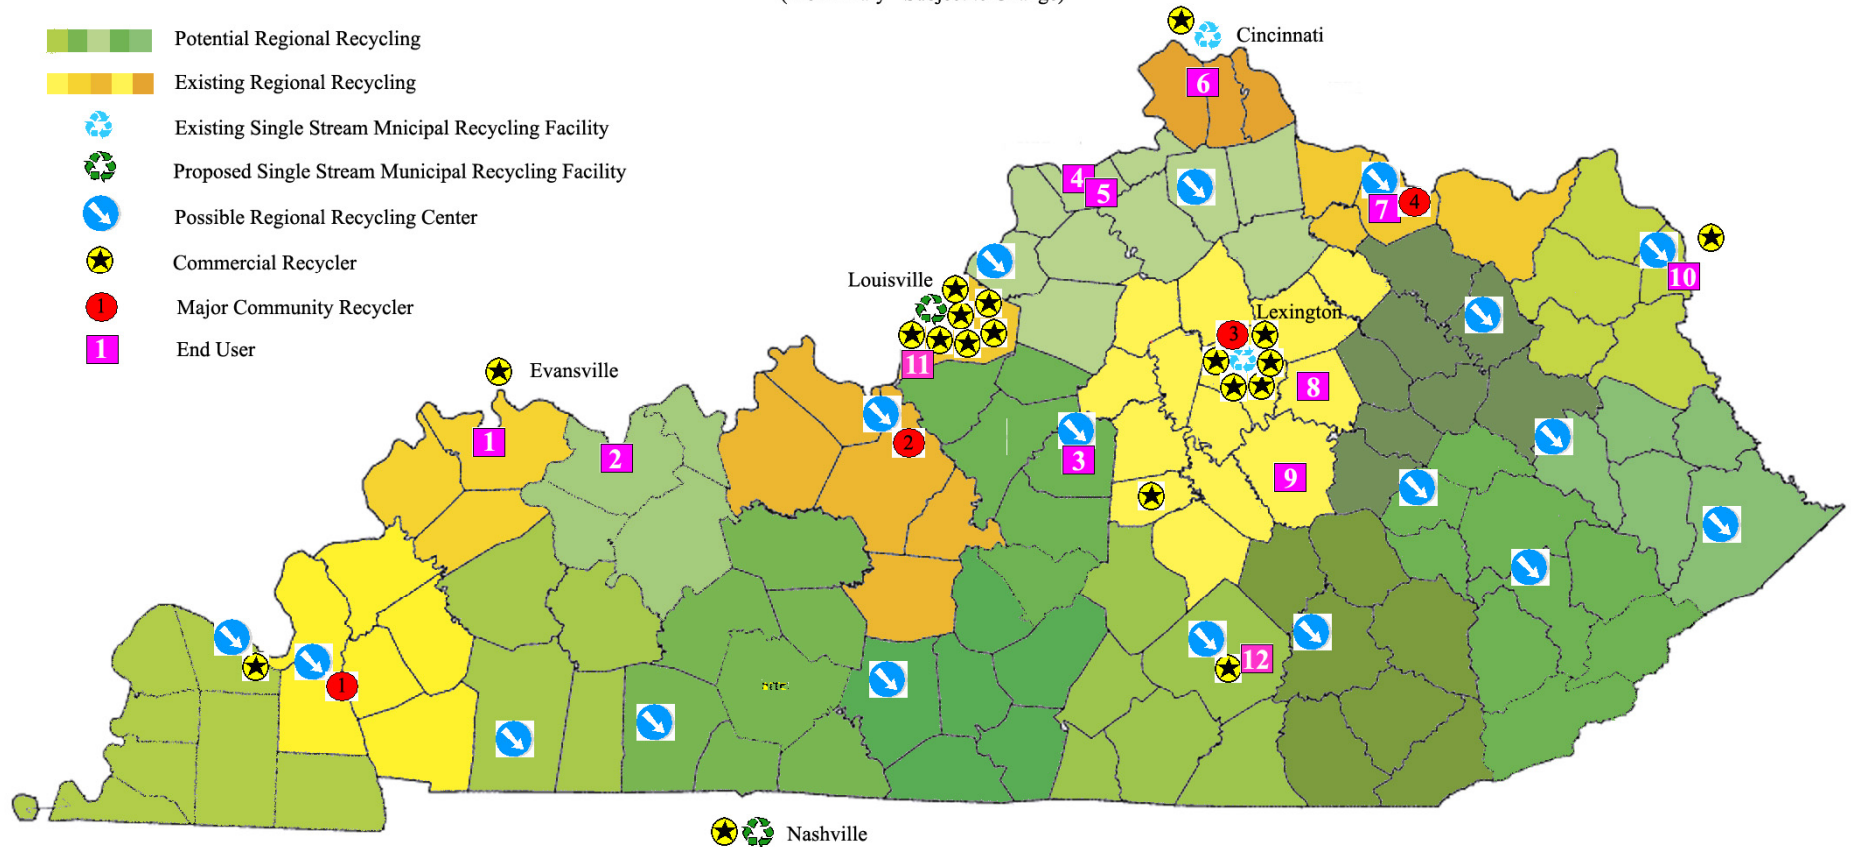 Potential Regional Recycling
Existing Regional Recycling
Existing Single Stream Mnicipal Recycling Facility
Proposed Single Stream Municipal Recycling Facility
Possible Regional Recycling Center
Commercial Recycler
1 Major Community Recycler
1 End User
Cincinnati
6
4
5
7
4
10
Louisville
11
Lexington
3
8
Evansville
1
2
2
3
9
1
12
Nashville